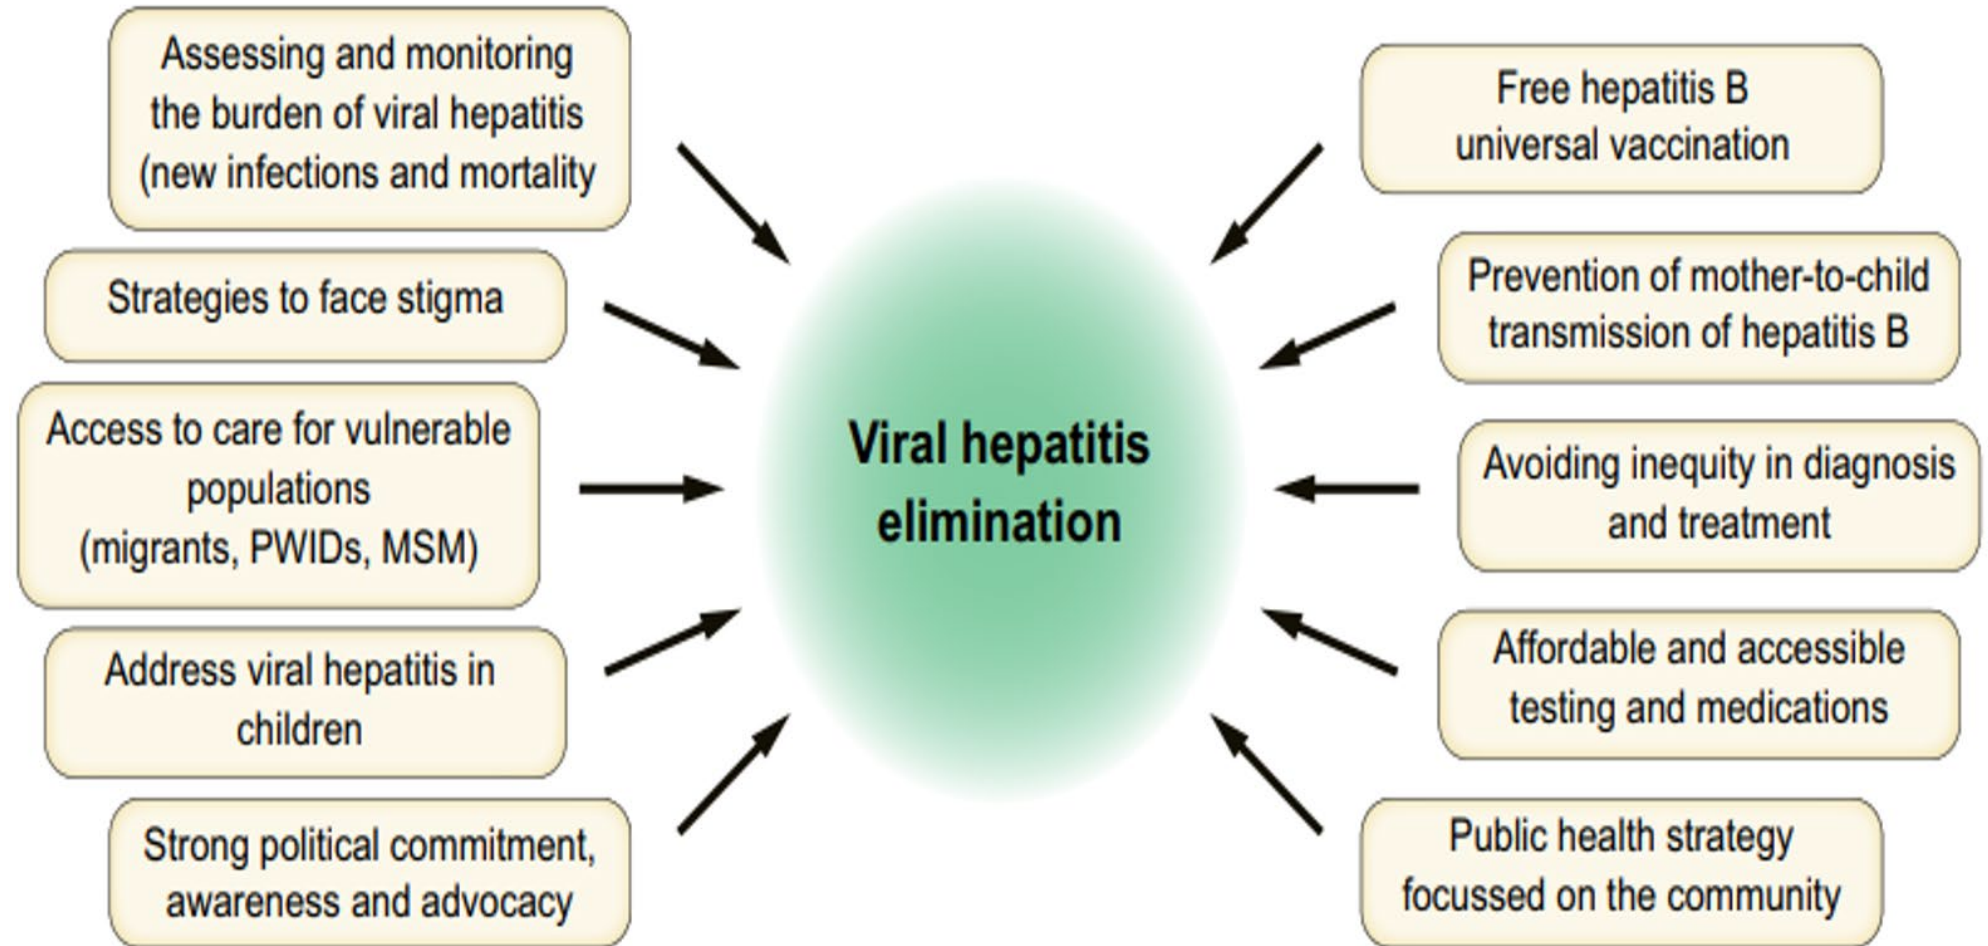 Assessing and monitoring
the burden of viral hepatitis
(new infections and mortality
Strategies to face stigma
Access to care for vulnerable
populations
(migrants, PWIDs, MSM)
Address viral hepatitis in
children
Strong political commitment,
awareness and advocacy
Viral hepatitis
elimination
Free hepatitis B
universal vaccination
Prevention of mother-to-child
transmission of hepatitis B
Avoiding inequity in diagnosis
and treatment
Affordable and accessible
testing and medications
Public health strategy
focussed on the community